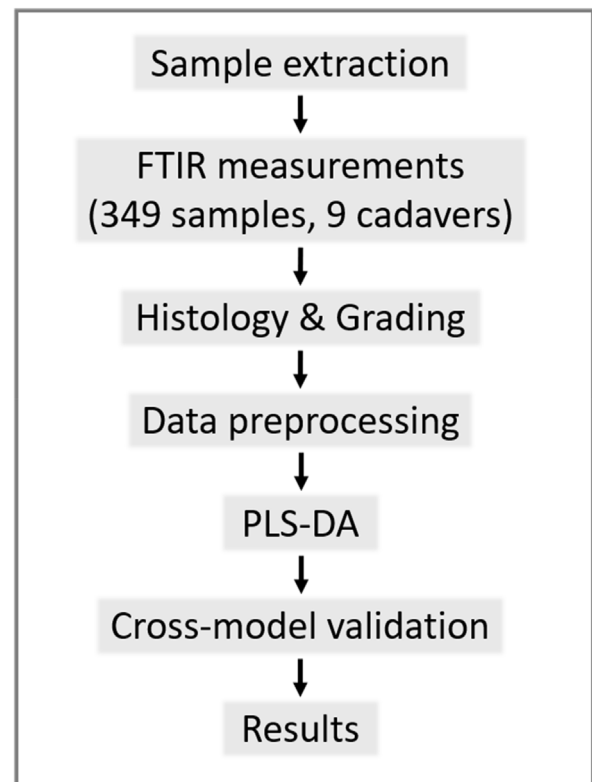 Sample extraction
FTIR measurements
(349 samples, 9 cadavers)
Histology & Grading
Data preprocessing
PLS-DA
Cross-model validation
Results